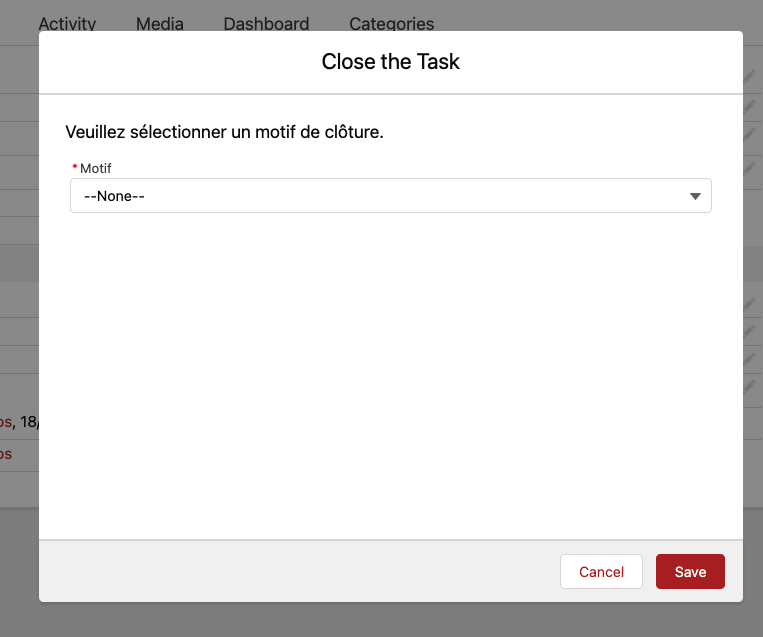 Activity Media Dashboard Categories
Close the Task
Veuillez sélectionner un motif de clôture.
* Motif
--None--
os, 18/
os
Cancel Save